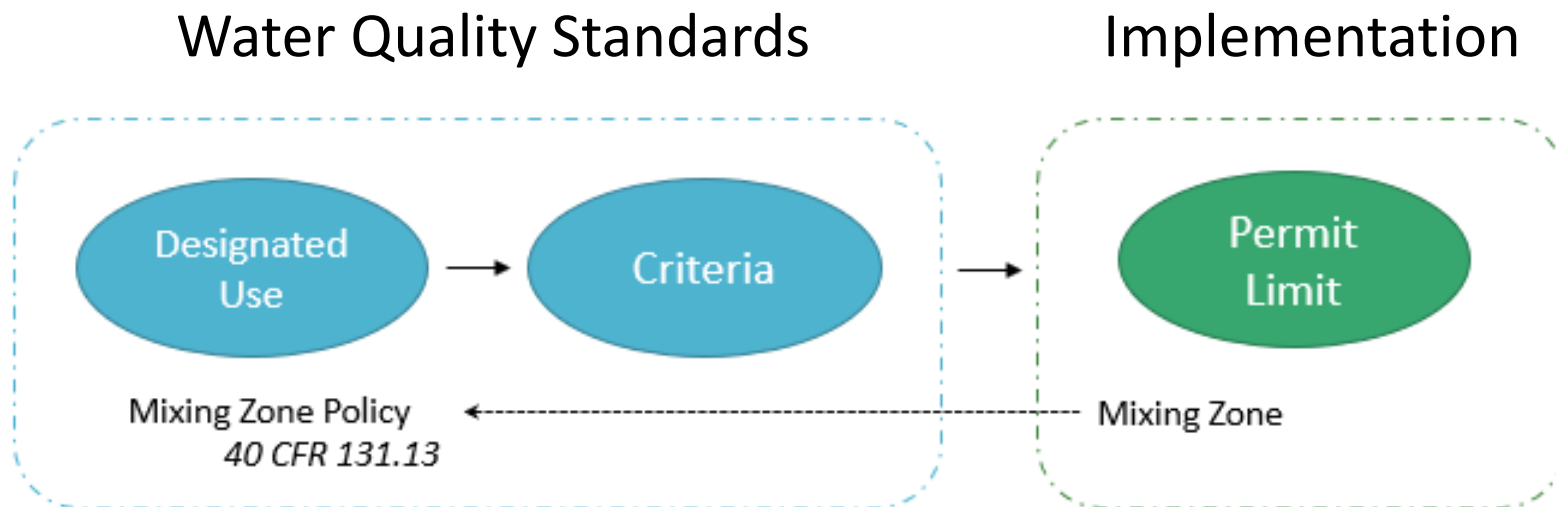 Water Quality Standards
Implementation
Designated
Use
Criteria
Permit
Limit
Mixing Zone Policy
40 CFR 131.13
Mixing Zone